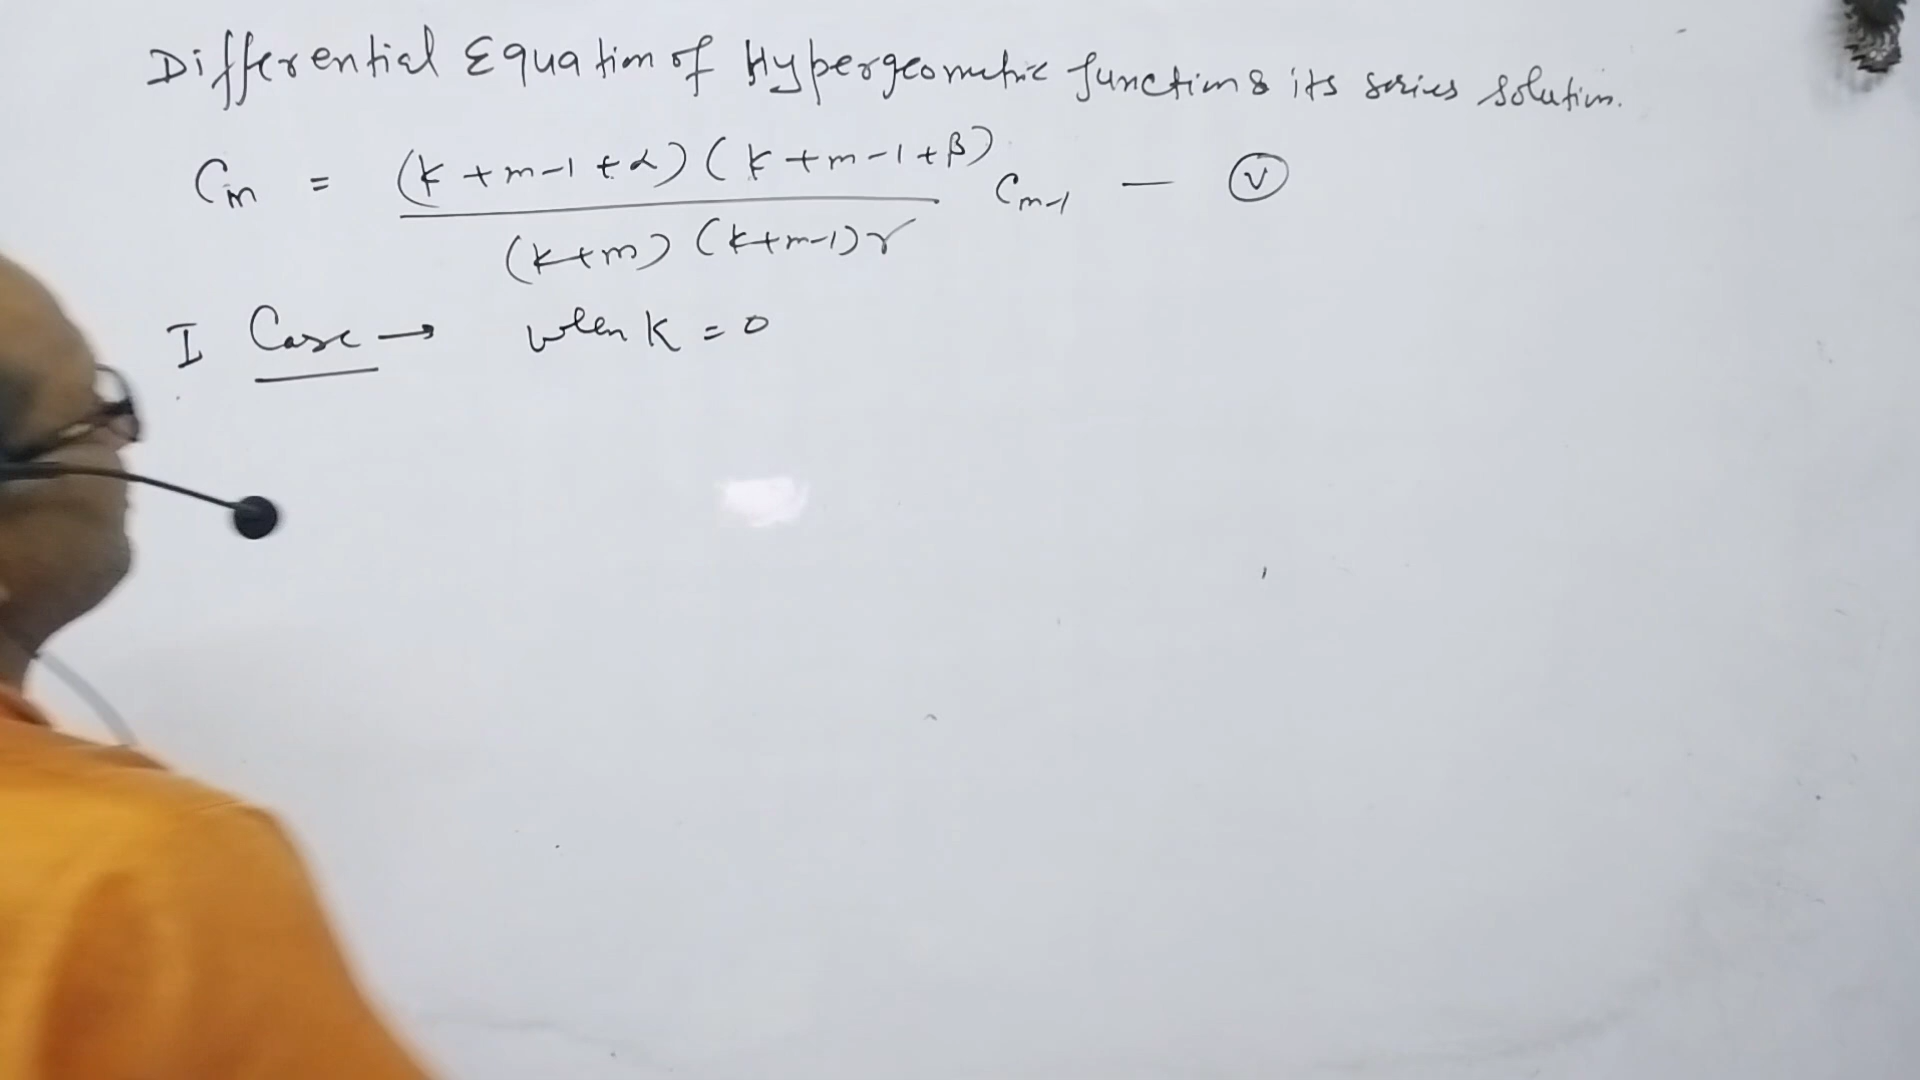 Differential Equation of Hypergeometric function & its series solution.
Cm = (k+m-1+α)(k+m-1+β) / (k+m)(k+m-1)γ Cm-1 — (V)
I Case → when k = 0